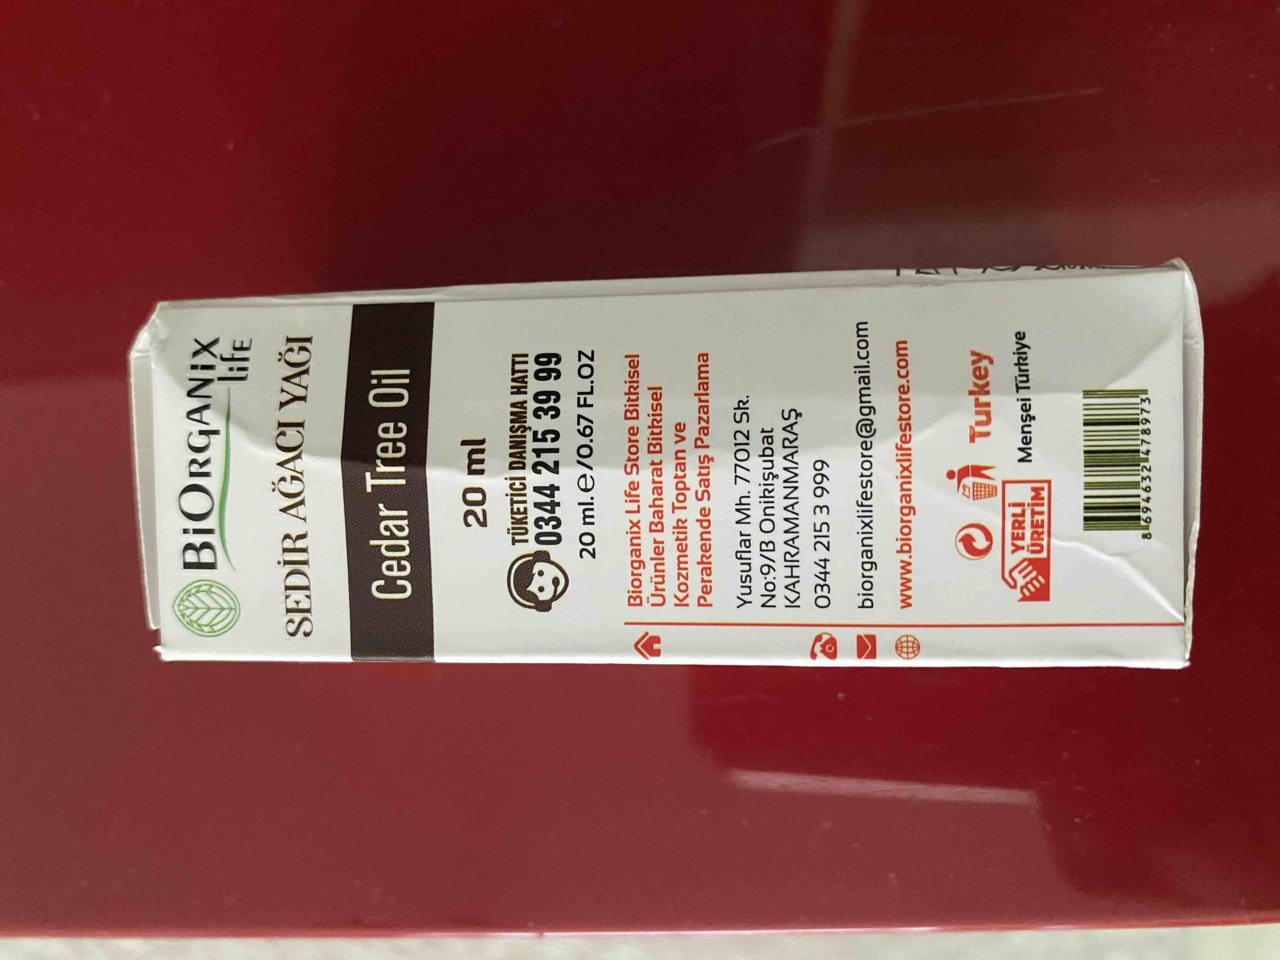 BiORGANiX
life
SEDİR AĞACI YAĞI
Cedar Tree Oil
20 ml
TÜKETİCİ DANIŞMA HATTI
0344 215 39 99
20 ml.e/0.67 FL.OZ
Biorganix Life Store Bitkisel
Ürünler Baharat Bitkisel
Kozmetik Toptan ve
Perakende Satış Pazarlama
Yusuflar Mh. 77012 Sk.
No:9/B Onikişubat
KAHRAMANMARAŞ
0344 215 3 999
biorganixlifestore@gmail.com
www.biorganixlifestore.com
Turkey
Menşei Türkiye
YERLİ
ÜRETİM
8694632478973